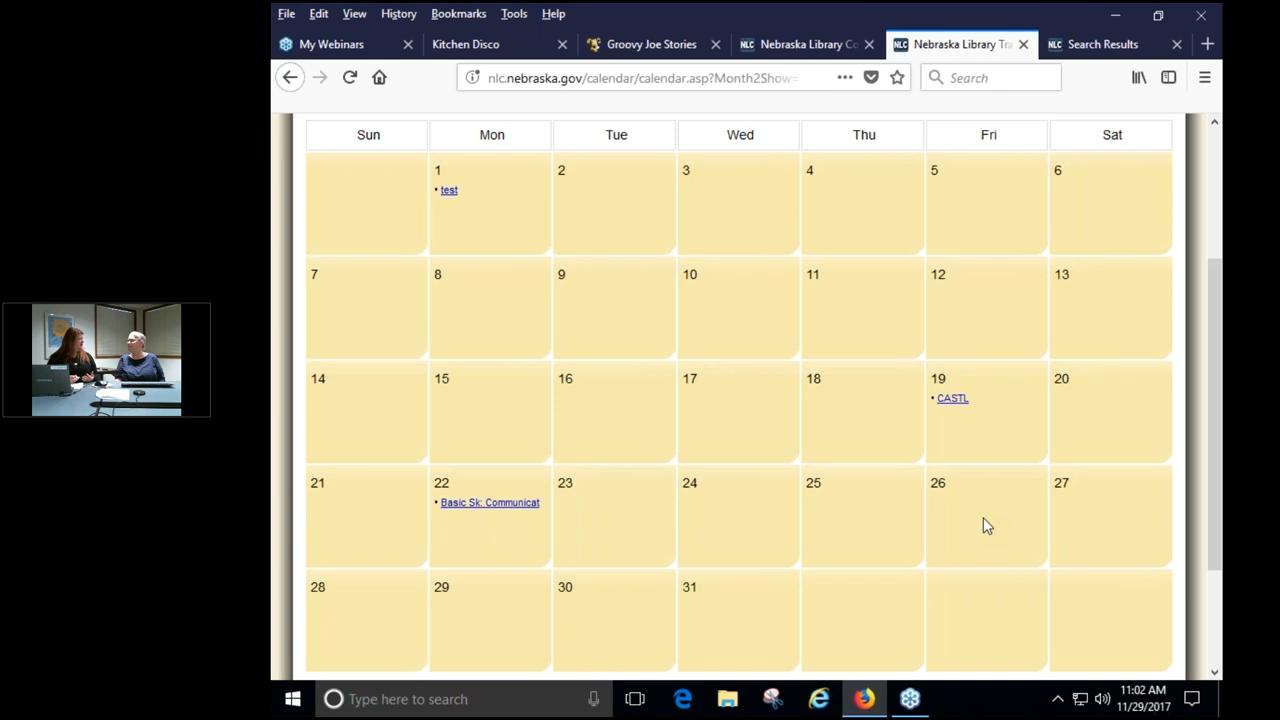 File Edit View History Bookmarks Tools Help
My Webinars Kitchen Disco Groovy Joe Stories Nebraska Library Co Nebraska Library Tra Search Results
nlc.nebraska.gov/calendar/calendar.asp?Month2Show= Search
Sun Mon Tue Wed Thu Fri Sat
1 2 3 4 5 6
• test
7 8 9 10 11 12 13
14 15 16 17 18 19 20
• CASTL
21 22 23 24 25 26 27
• Basic Sk: Communicat
28 29 30 31
Type here to search
11:02 AM
11/29/2017